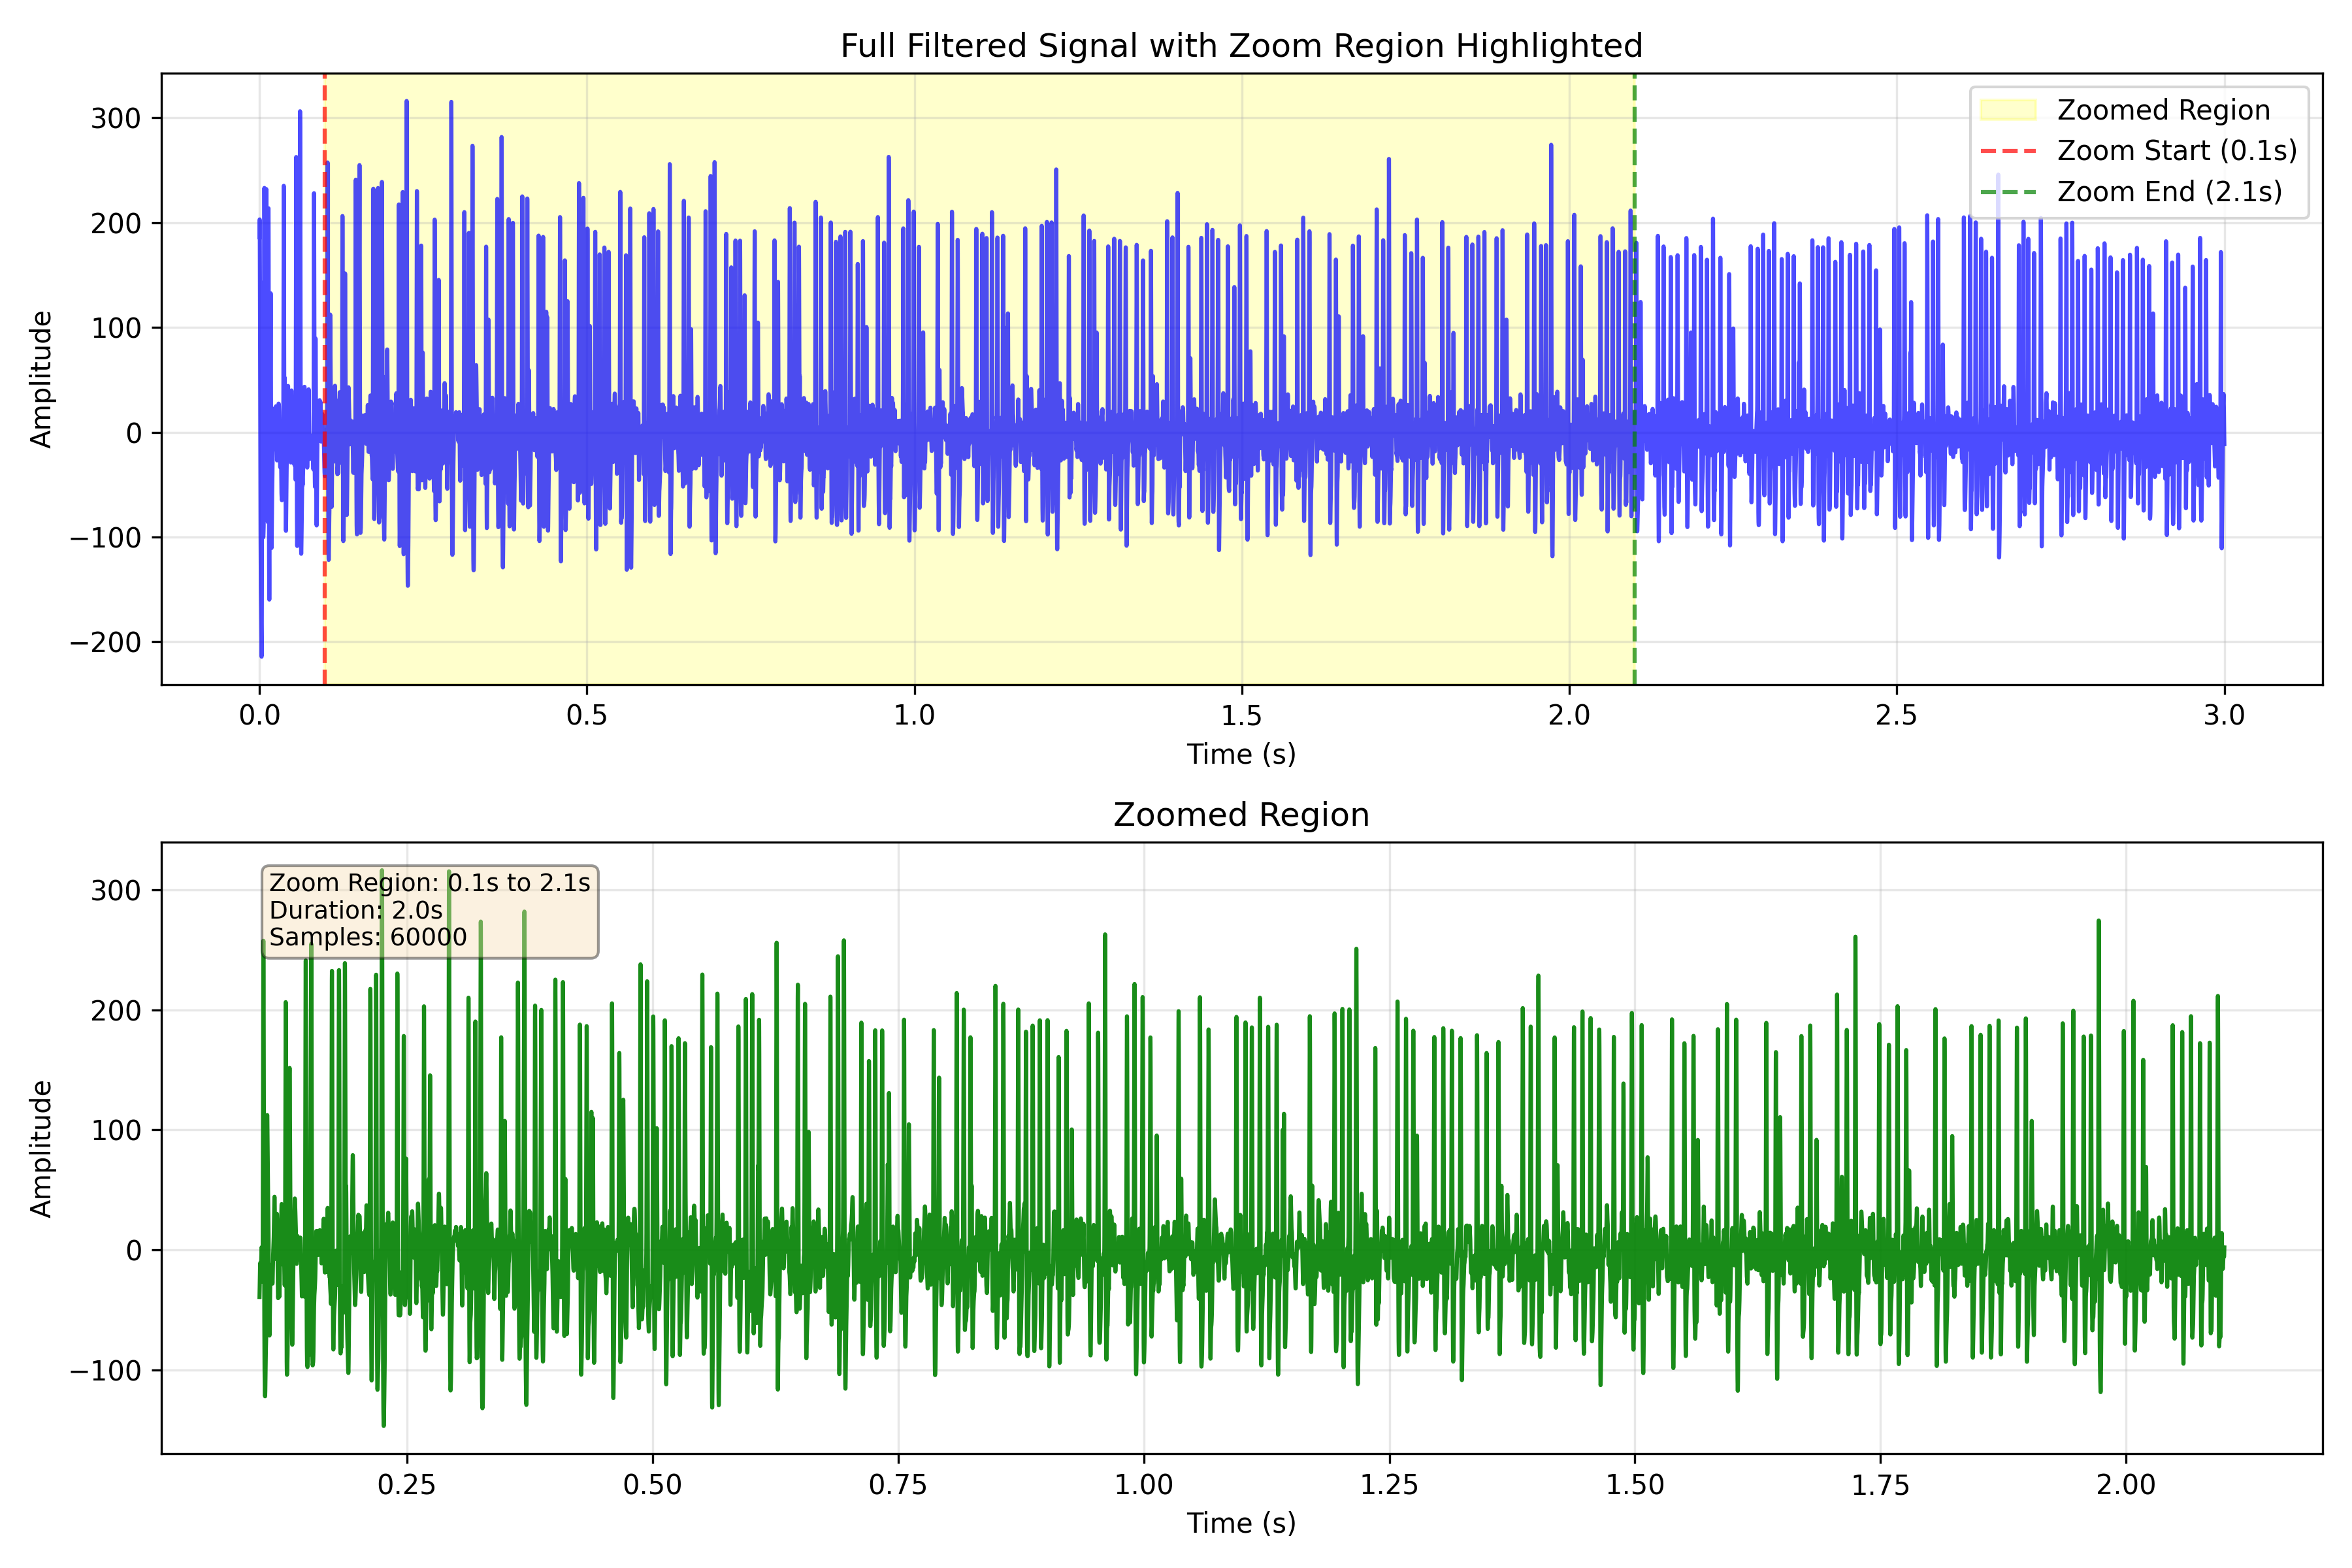 Full Filtered Signal with Zoom Region Highlighted
Amplitude
300
200
100
0
−100
−200
Zoomed Region
Zoom Start (0.1s)
Zoom End (2.1s)
0.0 0.5 1.0 1.5 2.0 2.5 3.0
Time (s)
Zoomed Region
Amplitude
300
200
100
0
−100
Zoom Region: 0.1s to 2.1s
Duration: 2.0s
Samples: 60000
0.25 0.50 0.75 1.00 1.25 1.50 1.75 2.00
Time (s)